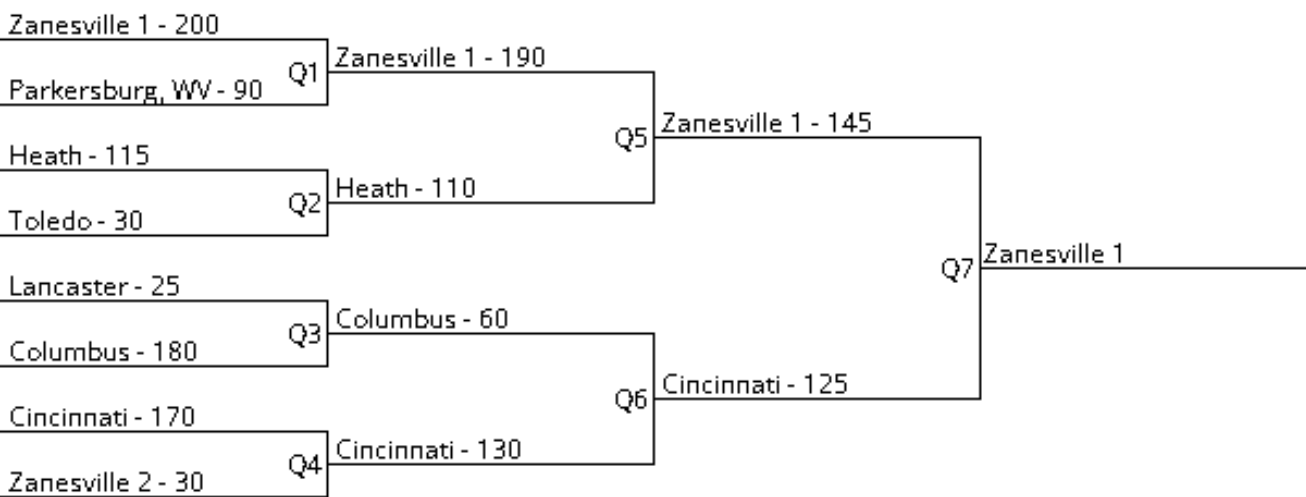 Zanesville 1 - 200
Q1
Zanesville 1 - 190
Parkersburg, WV - 90
Q5
Zanesville 1 - 145
Heath - 115
Q2
Heath - 110
Toledo - 30
Q7
Zanesville 1
Lancaster - 25
Q3
Columbus - 60
Columbus - 180
Q6
Cincinnati - 125
Cincinnati - 170
Q4
Cincinnati - 130
Zanesville 2 - 30